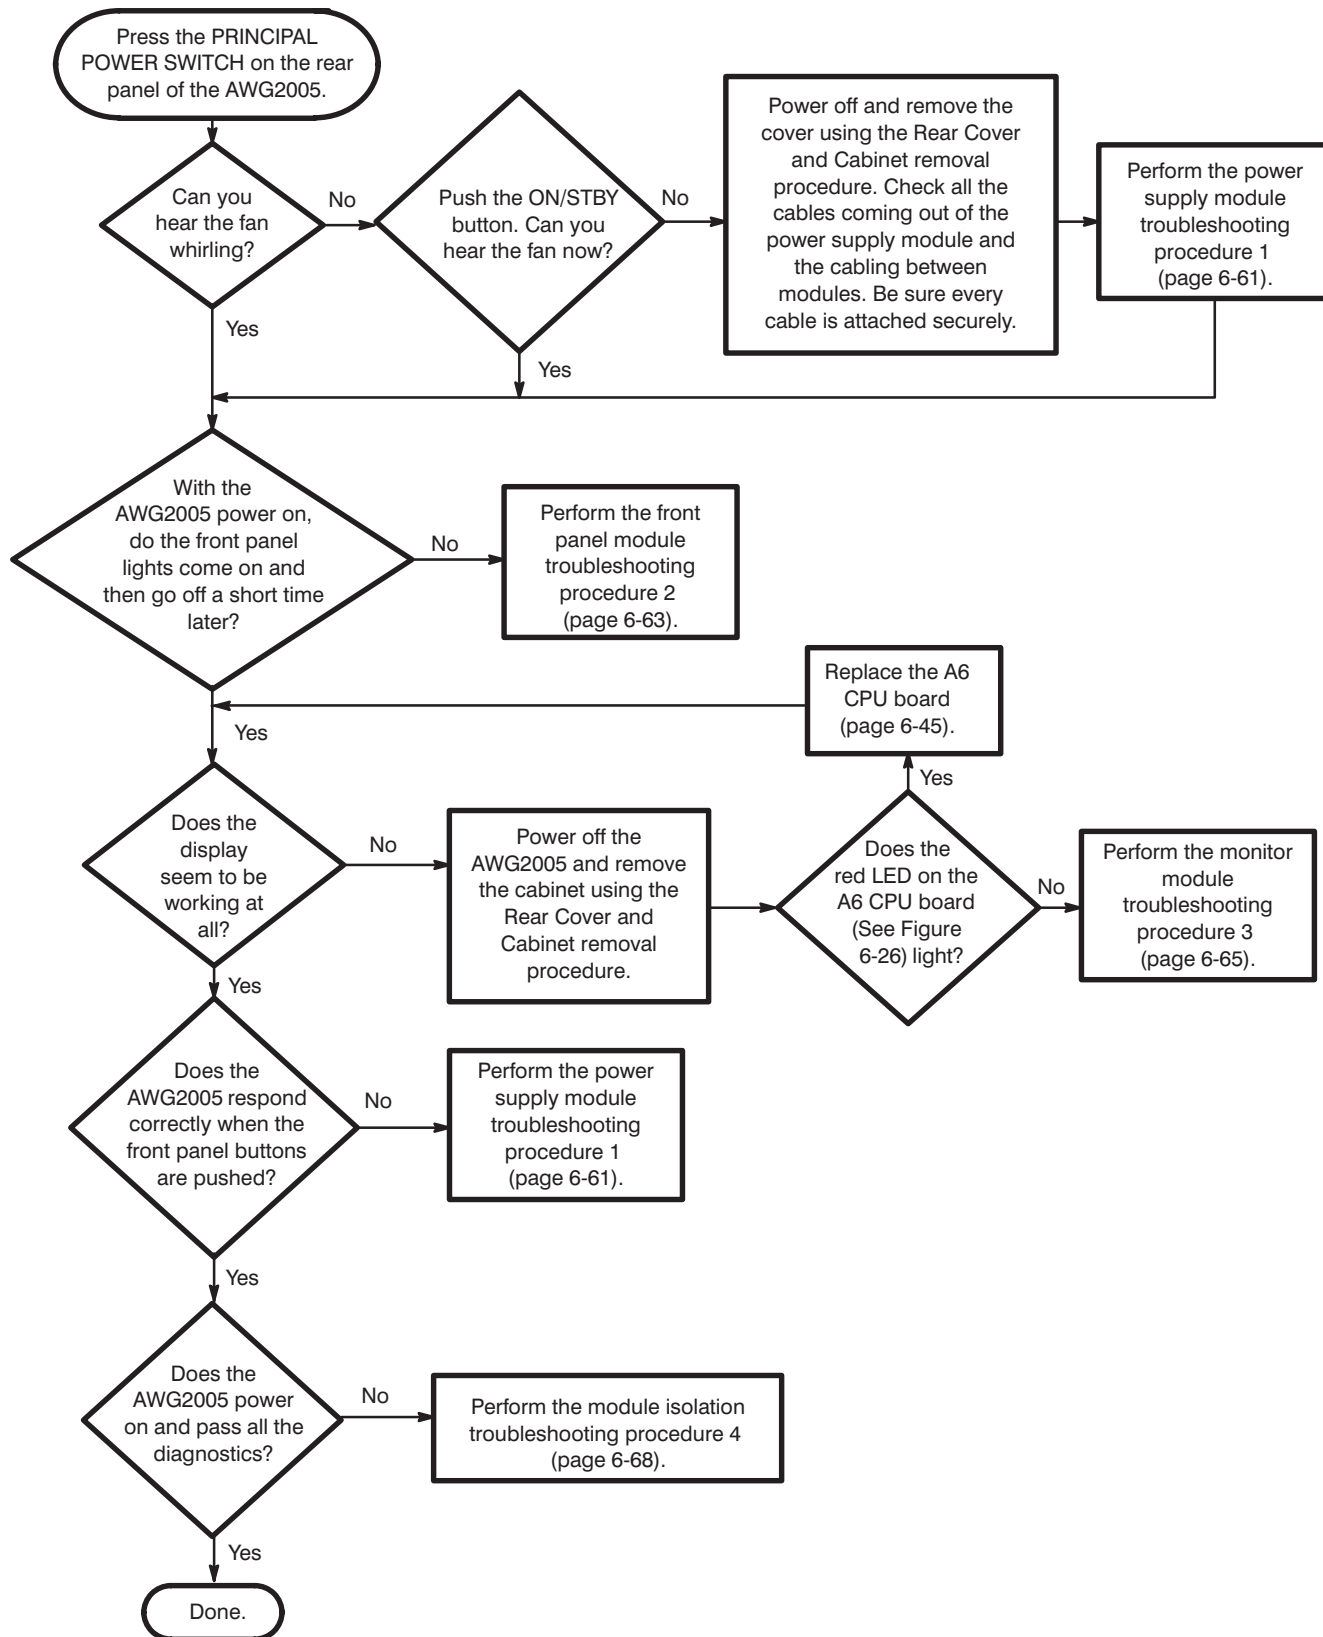 Press the PRINCIPAL
POWER SWITCH on the rear
panel of the AWG2005.
Can you
hear the fan
whirling?
No
Push the ON/STBY
button. Can you
hear the fan now?
No
Power off and remove the
cover using the Rear Cover
and Cabinet removal
procedure. Check all the
cables coming out of the
power supply module and
the cabling between
modules. Be sure every
cable is attached securely.
Perform the power
supply module
troubleshooting
procedure 1
(page 6-61).
Yes
Yes
With the
AWG2005 power on,
do the front panel
lights come on and
then go off a short time
later?
No
Perform the front
panel module
troubleshooting
procedure 2
(page 6-63).
Yes
Replace the A6
CPU board
(page 6-45).
Yes
Does the
display
seem to be
working at
all?
No
Power off the
AWG2005 and remove
the cabinet using the
Rear Cover and
Cabinet removal
procedure.
Does the
red LED on the
A6 CPU board
(See Figure
6-26) light?
No
Perform the monitor
module
troubleshooting
procedure 3
(page 6-65).
Yes
Does the
AWG2005 respond
correctly when the
front panel buttons
are pushed?
No
Perform the power
supply module
troubleshooting
procedure 1
(page 6-61).
Yes
Does the
AWG2005 power
on and pass all the
diagnostics?
No
Perform the module isolation
troubleshooting procedure 4
(page 6-68).
Yes
Done.